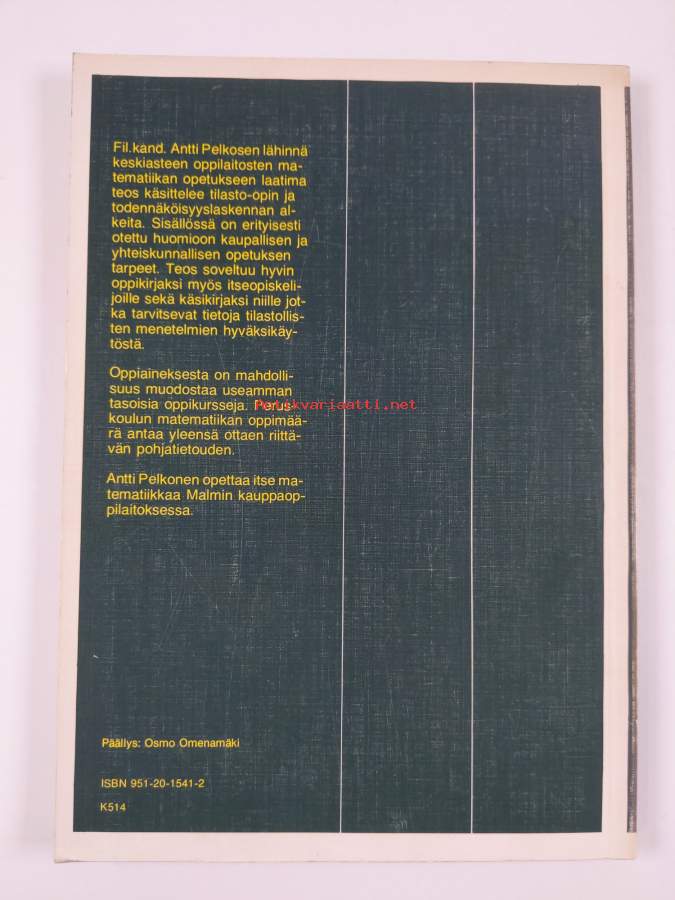 Fil.kand. Antti Pelkosen lähinnä
keskiasteen oppilaitosten ma-
tematiikan opetukseen laatima
teos käsittelee tilasto-opin ja
todennäköisyyslaskennan al-
keita. Sisällössä on erityisesti
otettu huomioon kaupallisen ja
yhteiskunnallisen opetuksen
tarpeet. Teos soveltuu hyvin
oppikirjaksi myös itseopiskeli-
joille sekä käsikirjaksi niille jot-
ka tarvitsevat tietoja tilastollis-
ten menetelmien hyväksikäy-
töstä.
Oppiaineksesta on mahdolli-
suus muodostaa useamman
tasoisia oppikursseja. Perus-
Antikvariaatti.net
koulun matematiikan oppimää-
rä antaa yleensä ottaen riittä-
vän pohjatietouden.
Antti Pelkonen opettaa itse ma-
tematiikkaa Malmin kauppaop-
pilaitoksessa.
Päällys: Osmo Omenamäki
ISBN 951-20-1541-2
K514